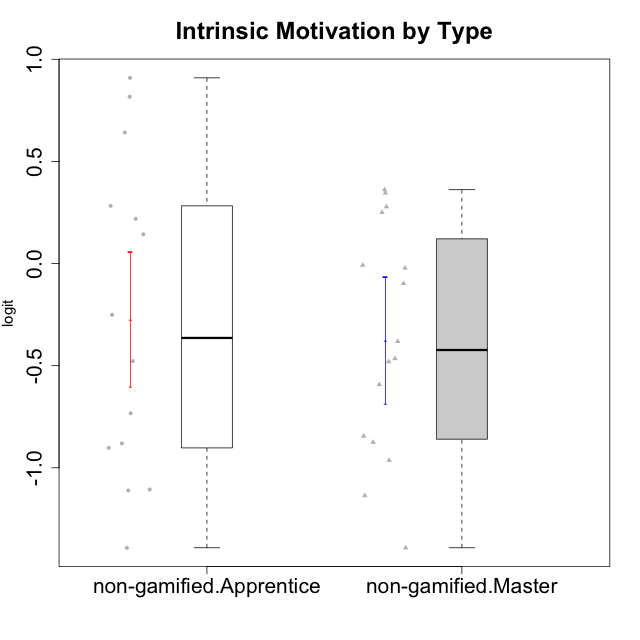 Intrinsic Motivation by Type
1.0
0.5
0.0
-0.5
-1.0
logit
non-gamified.Apprentice
non-gamified.Master